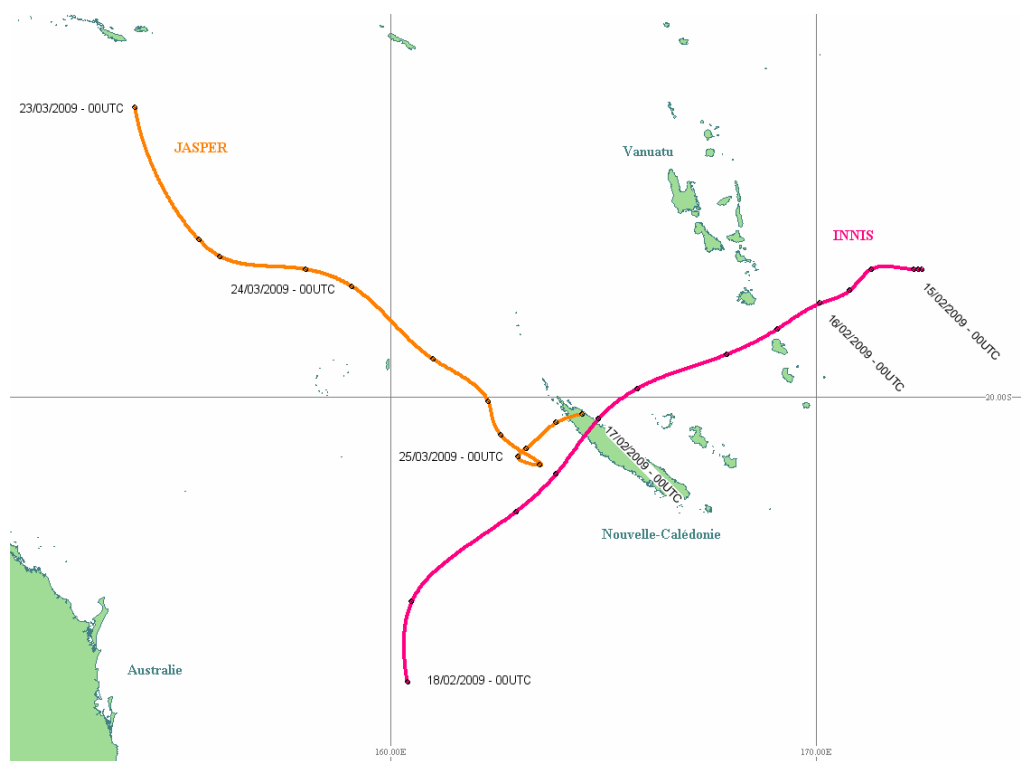 23/03/2009 - 00UTC
JASPER
Vanuatu
INNIS
24/03/2009 - 00UTC
15/02/2009 - 00UTC
16/02/2009 - 00UTC
20.00S
25/03/2009 - 00UTC
17/02/2009 - 00UTC
Nouvelle-Calédonie
Australie
18/02/2009 - 00UTC
160.00E
170.00E